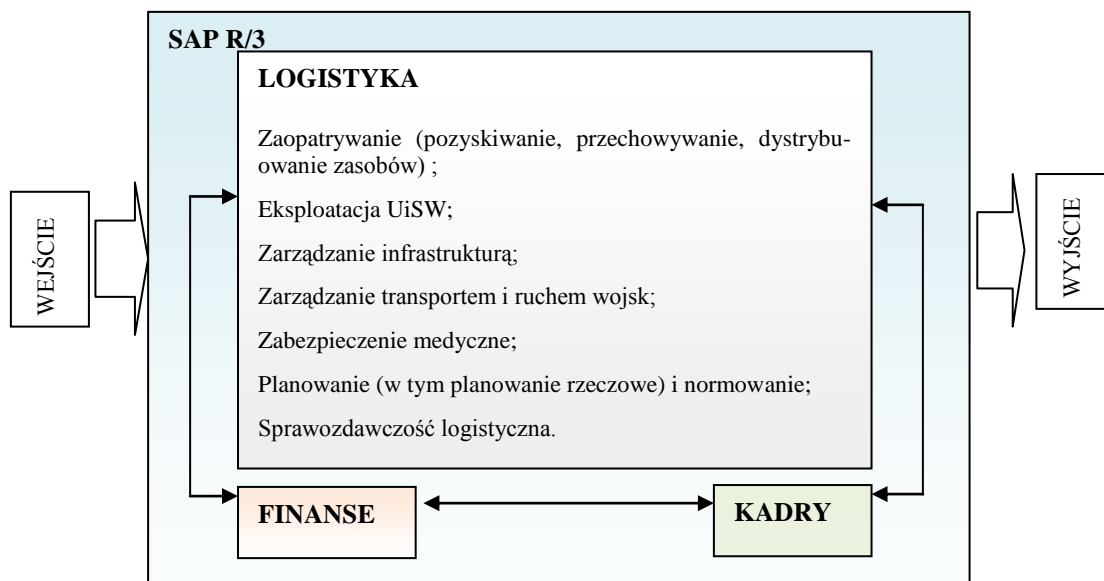 SAP R/3
LOGISTYKA
Zaopatrywanie (pozyskiwanie, przechowywanie, dystrybu-
owanie zasobów) ;
Eksploatacja UiSW;
Zarządzanie infrastrukturą;
Zarządzanie transportem i ruchem wojsk;
Zabezpieczenie medyczne;
Planowanie (w tym planowanie rzeczowe) i normowanie;
Sprawozdawczość logistyczna.
WEJŚCIE
WYJŚCIE
FINANSE
KADRY